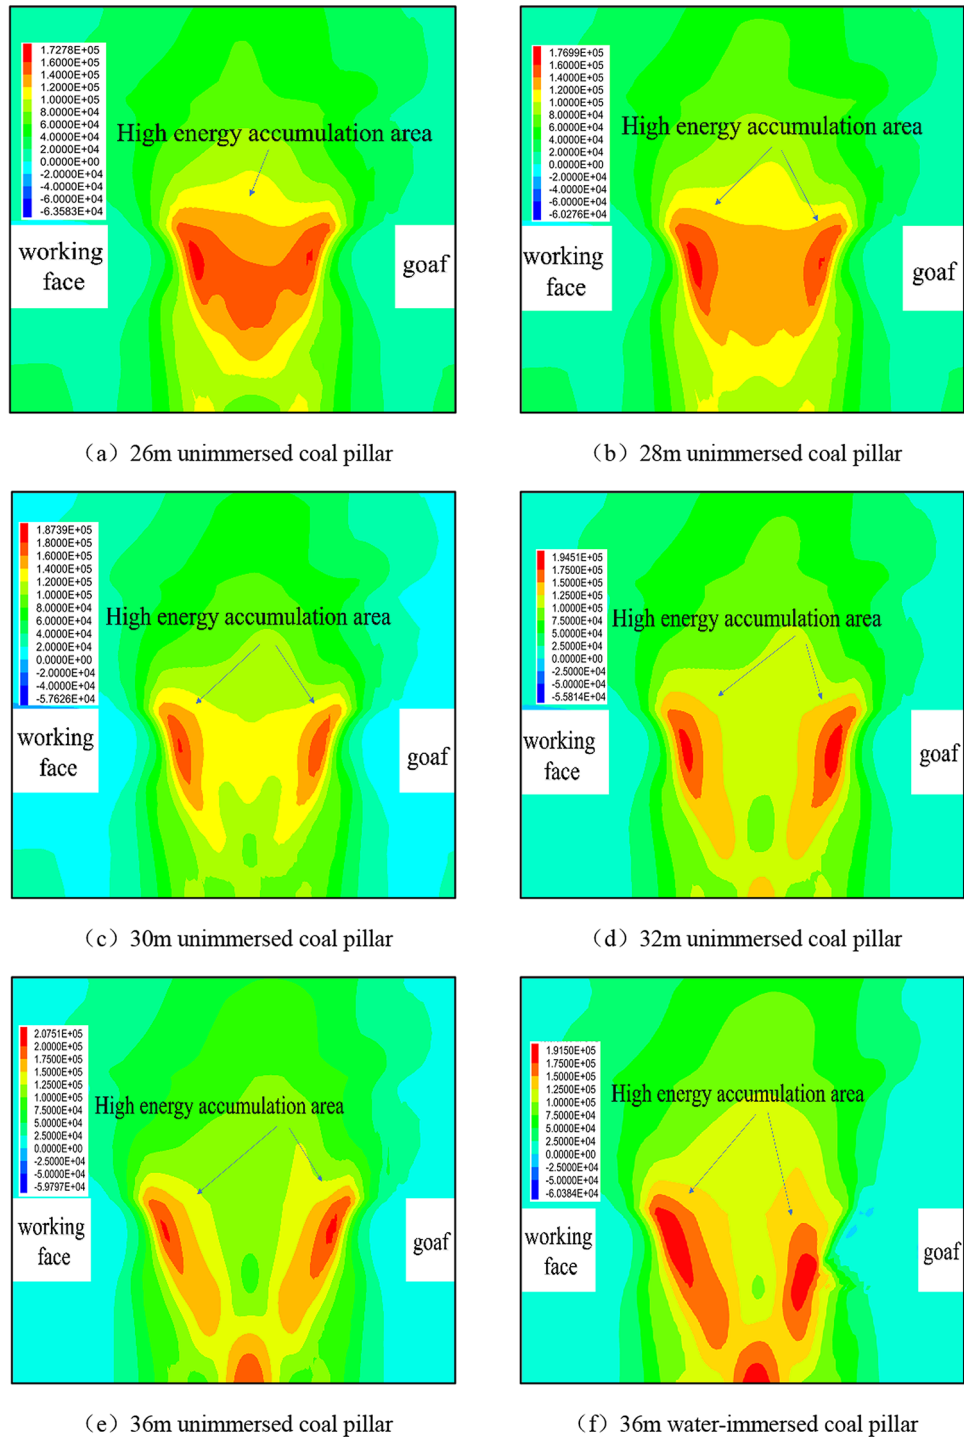 1.7278E+05
1.6000E+05
1.4000E+05
1.2000E+05
1.0000E+05
8.0000E+04
6.0000E+04
4.0000E+04
2.0000E+04
0.0000E+00
-2.0000E+04
-4.0000E+04
-6.0000E+04
-6.3583E+04
High energy accumulation area
working
face
goaf
(a) 26m unimmersed coal pillar
1.7699E+05
1.6000E+05
1.4000E+05
1.2000E+05
1.0000E+05
8.0000E+04
6.0000E+04
4.0000E+04
2.0000E+04
0.0000E+00
-2.0000E+04
-4.0000E+04
-6.0000E+04
-6.0276E+04
High energy accumulation area
working
face
goaf
(b) 28m unimmersed coal pillar
1.8739E+05
1.8000E+05
1.6000E+05
1.4000E+05
1.2000E+05
1.0000E+05
8.0000E+04
6.0000E+04
4.0000E+04
2.0000E+04
0.0000E+00
-2.0000E+04
-4.0000E+04
-5.7626E+04
High energy accumulation area
working
face
goaf
(c) 30m unimmersed coal pillar
1.9451E+05
1.7500E+05
1.5000E+05
1.2500E+05
1.0000E+05
7.5000E+04
5.0000E+04
2.5000E+04
0.0000E+00
-2.5000E+04
-5.0000E+04
-5.5814E+04
High energy accumulation area
working
face
goaf
(d) 32m unimmersed coal pillar
2.0751E+05
2.0000E+05
1.7500E+05
1.5000E+05
1.2500E+05
1.0000E+05
7.5000E+04
5.0000E+04
2.5000E+04
0.0000E+00
-2.5000E+04
-5.0000E+04
-5.9797E+04
High energy accumulation area
working
face
goaf
(e) 36m unimmersed coal pillar
1.9150E+05
1.7500E+05
1.5000E+05
1.2500E+05
1.0000E+05
7.5000E+04
5.0000E+04
2.5000E+04
0.0000E+00
-2.5000E+04
-5.0000E+04
-6.0384E+04
High energy accumulation area
working
face
goaf
(f) 36m water-immersed coal pillar